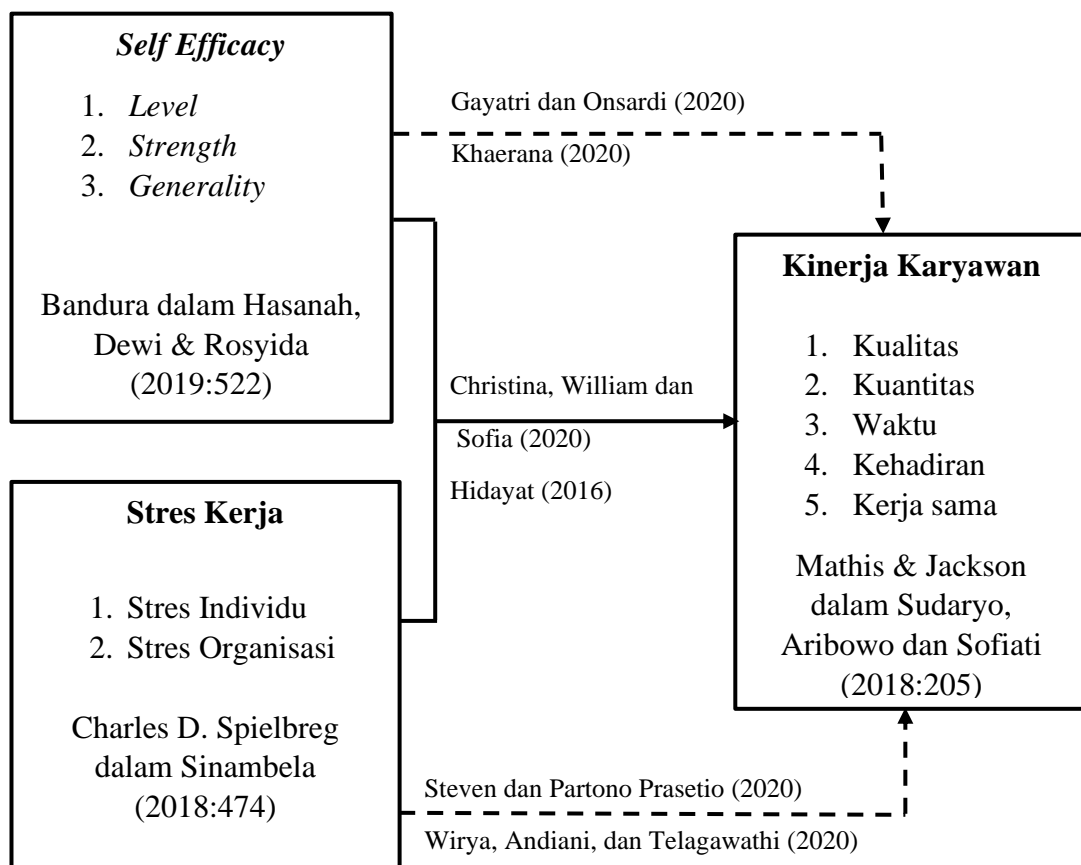 Self Efficacy
1. Level
2. Strength
3. Generality
Bandura dalam Hasanah,
Dewi & Rosyida
(2019:522)
Gayatri dan Onsardi (2020)
Khaerana (2020)
Christina, William dan
Sofia (2020)
Hidayat (2016)
Kinerja Karyawan
1. Kualitas
2. Kuantitas
3. Waktu
4. Kehadiran
5. Kerja sama
Mathis & Jackson
dalam Sudaryo,
Aribowo dan Sofiati
(2018:205)
Stres Kerja
1. Stres Individu
2. Stres Organisasi
Charles D. Spielbreg
dalam Sinambela
(2018:474)
Steven dan Partono Prasetio (2020)
Wirya, Andiani, dan Telagawathi (2020)